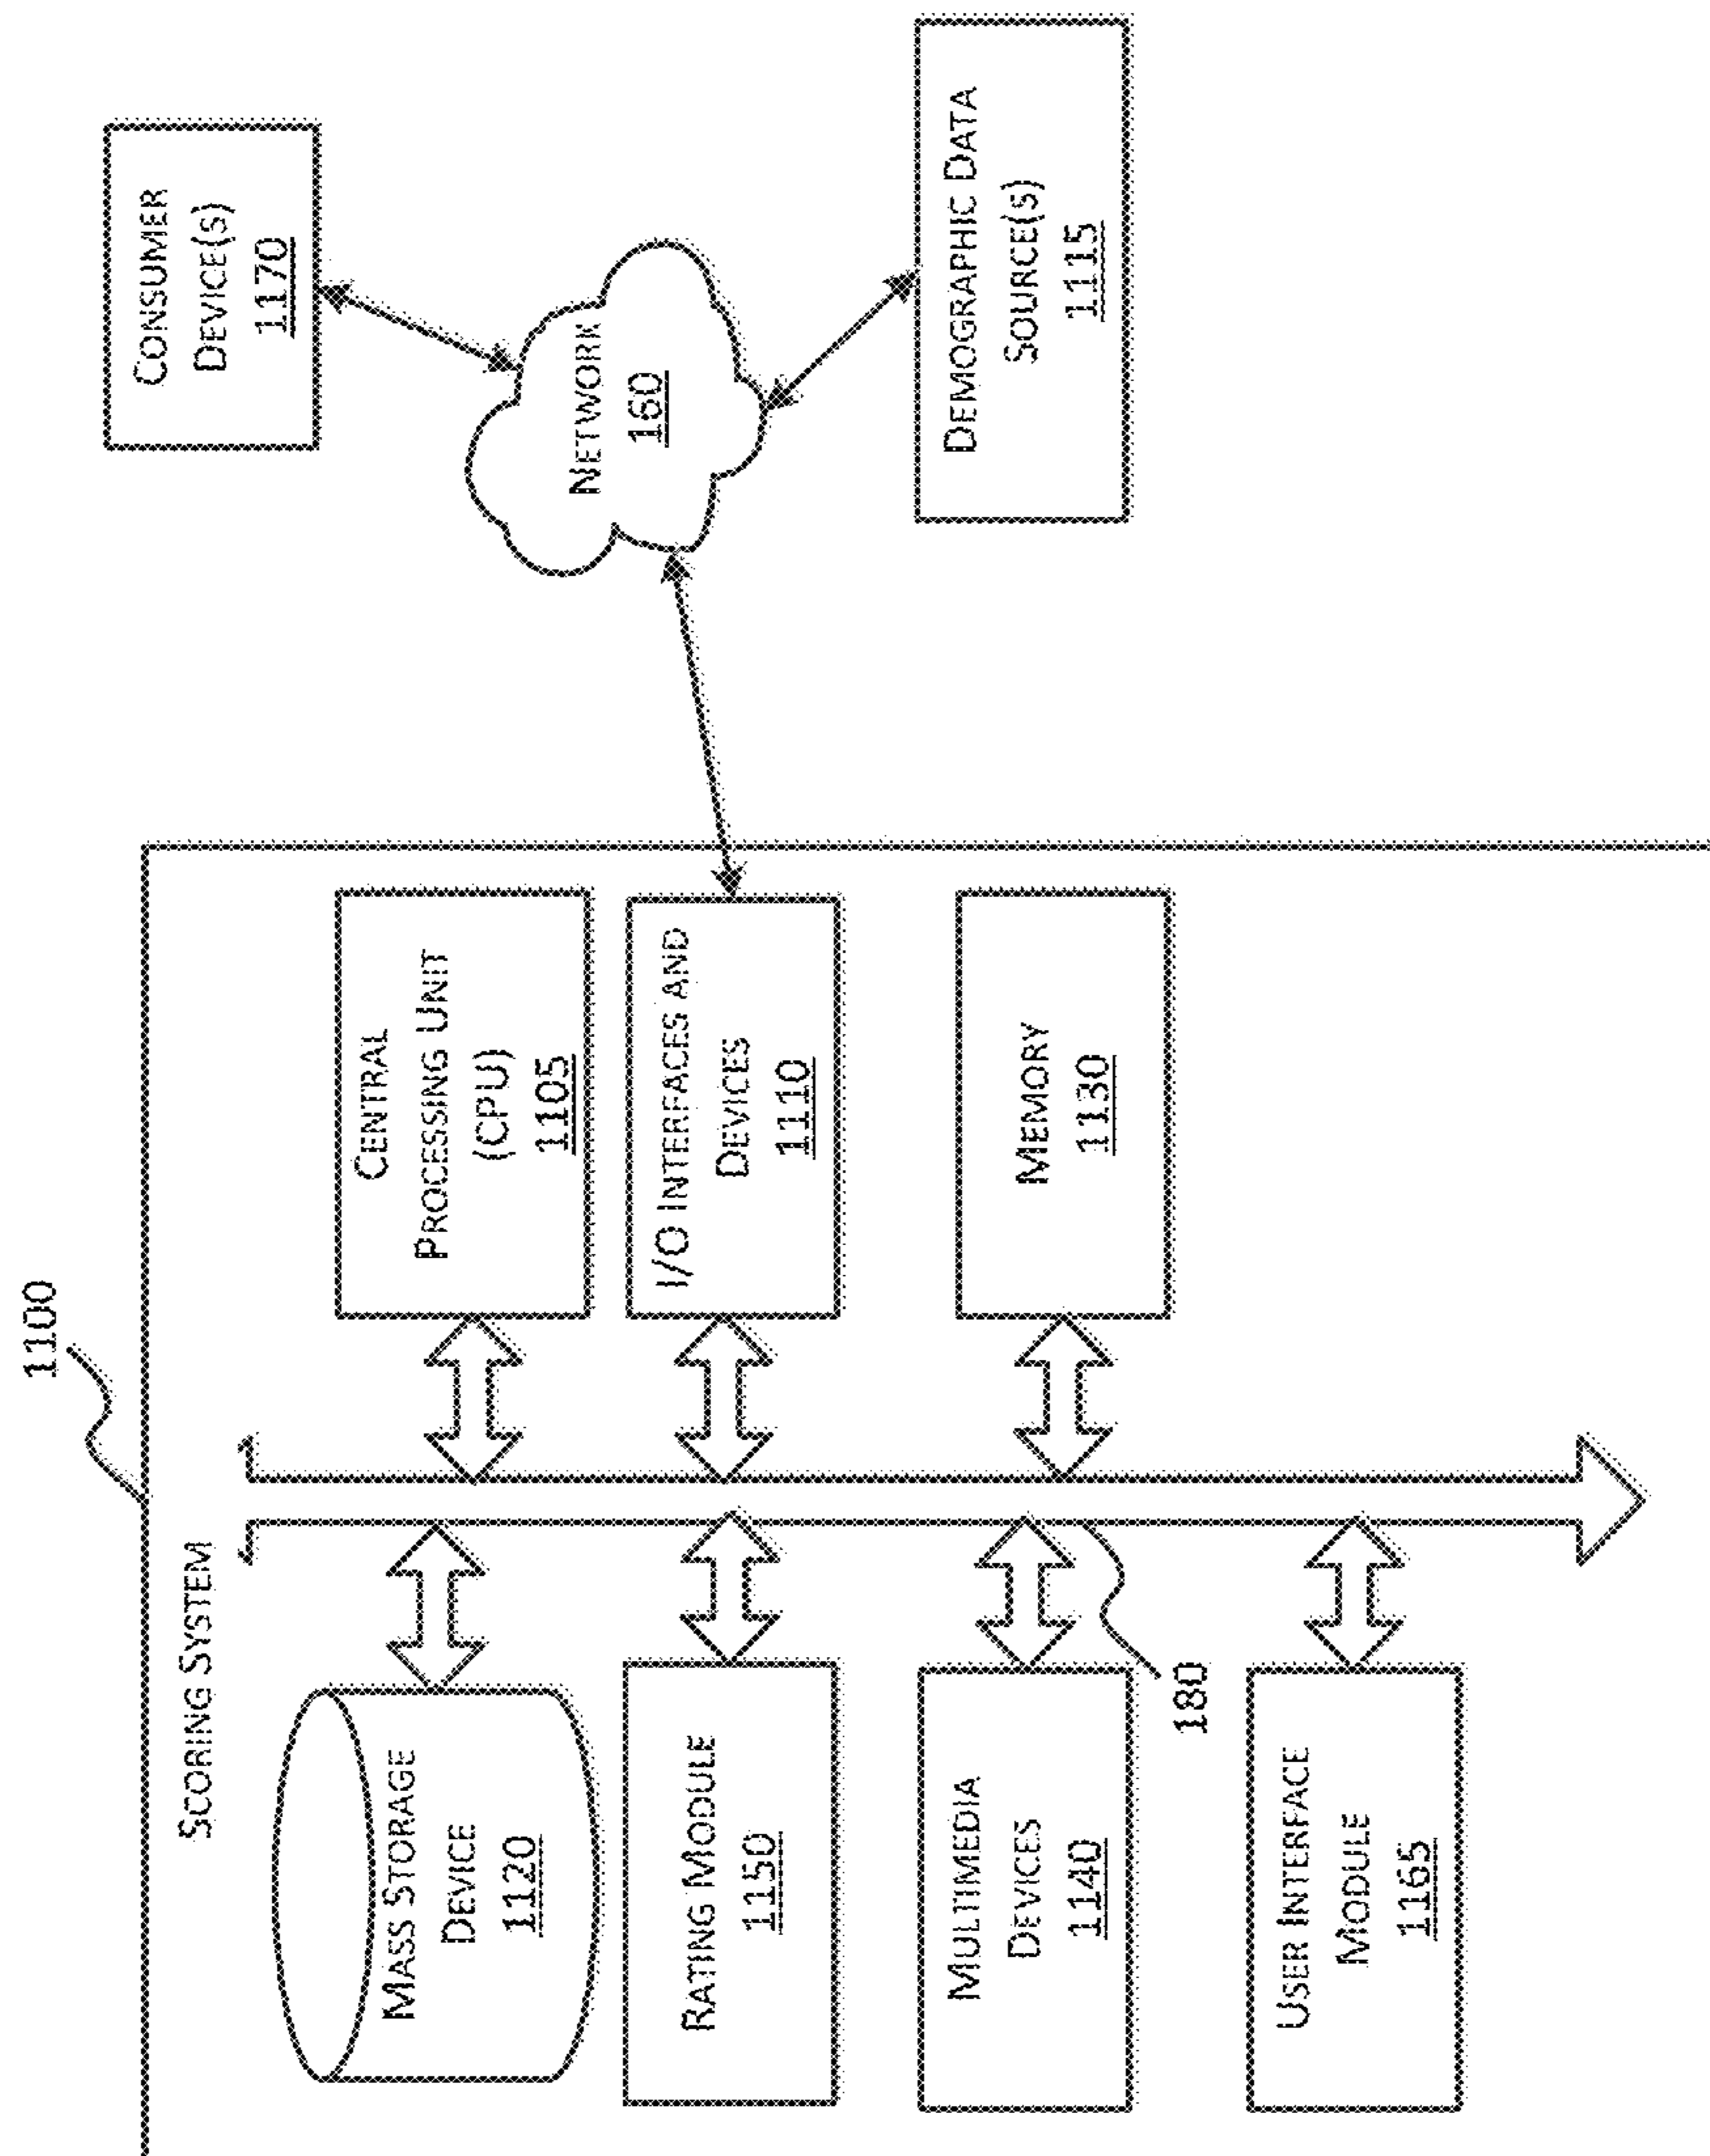 1100
SCORING SYSTEM
MASS STORAGE
DEVICE
1120
RATING MODULE
1150
MULTIMEDIA
DEVICES
1140
180
USER INTERFACE
MODULE
1165
CENTRAL
PROCESSING UNIT
(CPU)
1105
I/O INTERFACES AND
DEVICES
1110
MEMORY
1130
NETWORK
160
CONSUMER
DEVICE(S)
1170
DEMOGRAPHIC DATA
SOURCE(S)
1115